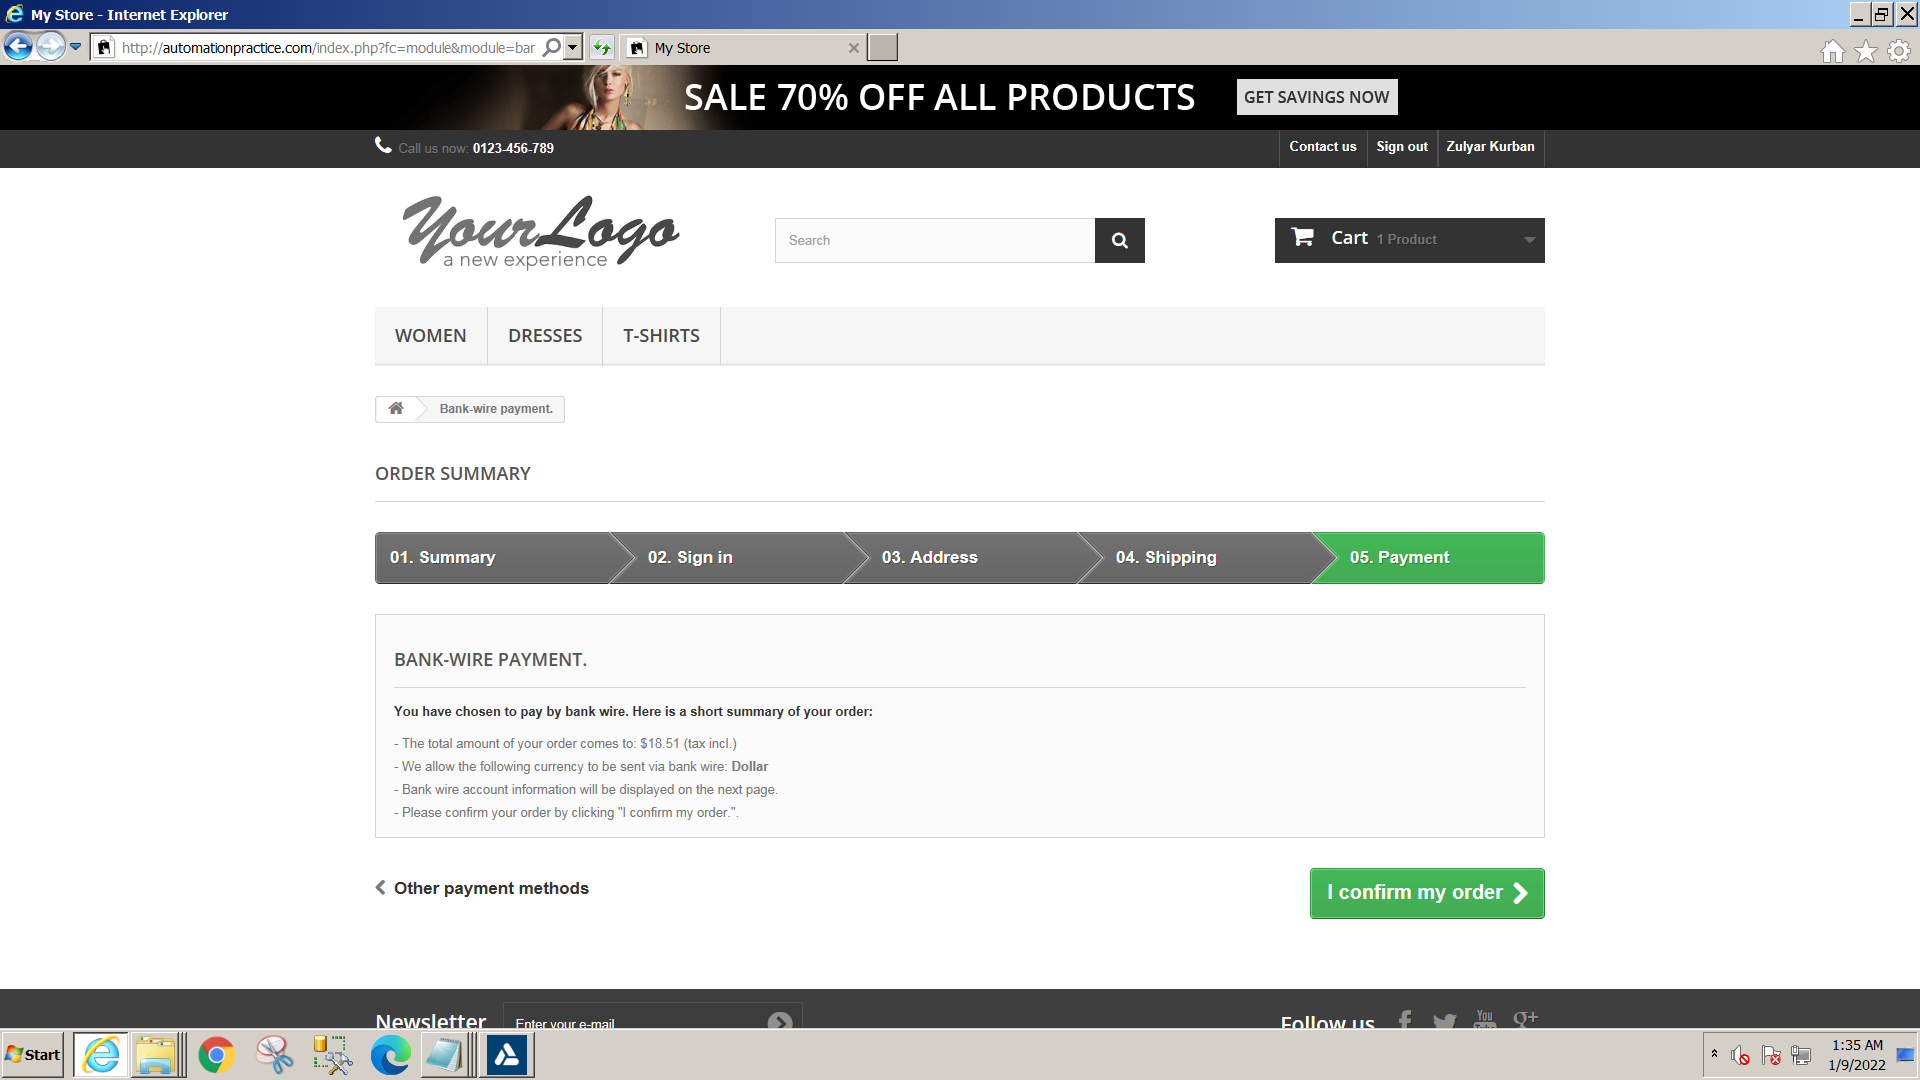 My Store - Internet Explorer
http://automationpractice.com/index.php?fc=module&module=bar
My Store
SALE 70% OFF ALL PRODUCTS
GET SAVINGS NOW
Call us now: 0123-456-789
Contact us
Sign out
Zulyar Kurban
YourLogo
a new experience
Search
Cart 1 Product
WOMEN
DRESSES
T-SHIRTS
Bank-wire payment.
ORDER SUMMARY
01. Summary
02. Sign in
03. Address
04. Shipping
05. Payment
BANK-WIRE PAYMENT.
You have chosen to pay by bank wire. Here is a short summary of your order:
- The total amount of your order comes to: $18.51 (tax incl.)
- We allow the following currency to be sent via bank wire: Dollar
- Bank wire account information will be displayed on the next page.
- Please confirm your order by clicking "I confirm my order.".
Other payment methods
I confirm my order
Newsletter
Enter your e-mail
Follow us
You
g+
Start
1:35 AM
1/9/2022